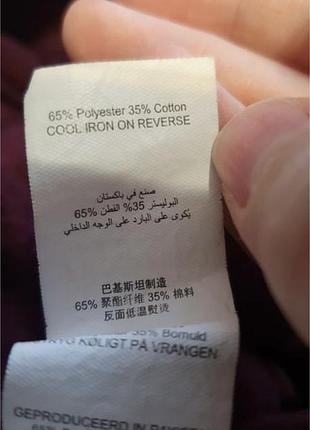 65% Polyester 35% Cotton
COOL IRON ON REVERSE
صنع في باكستان
65% البوليستر 35% القطن
يُكوى على البارد على الوجه الداخلي
巴基斯坦制造
65% 聚酯纤维 35% 棉料
反面低温熨烫
35% Bomuld
KØLIGT PÅ VRANGEN
GEPRODUCEERD IN